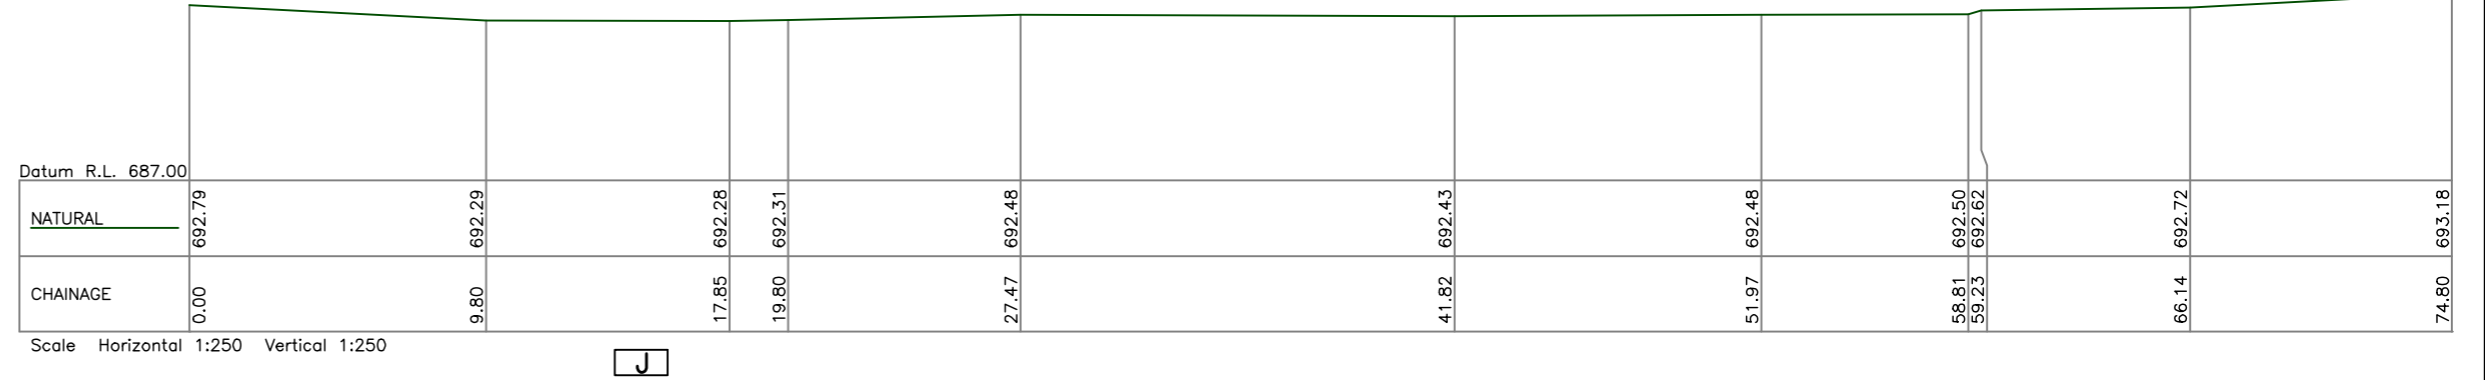 Datum R.L. 687.00
NATURAL 692.79 692.29 692.28 692.31 692.48 692.43 692.48 692.50 692.62 692.72 693.18
CHAINAGE 0.00 9.80 17.85 19.80 27.47 41.82 51.97 58.81 59.23 66.14 74.80
Scale Horizontal 1:250 Vertical 1:250
J